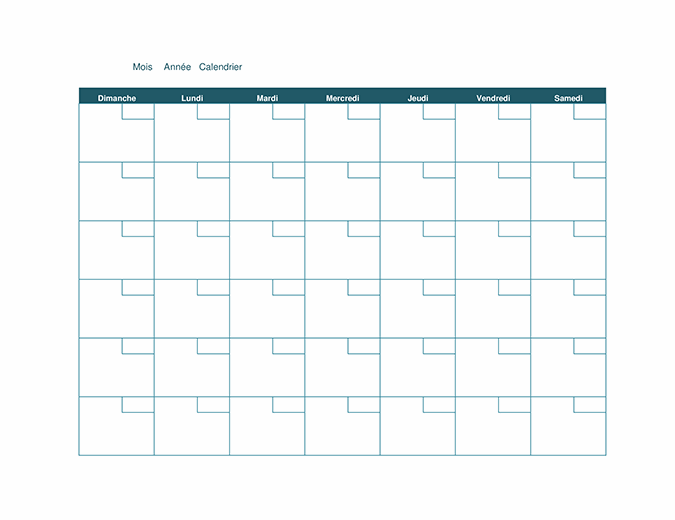 Mois Année Calendrier
Dimanche Lundi Mardi Mercredi Jeudi Vendredi Samedi